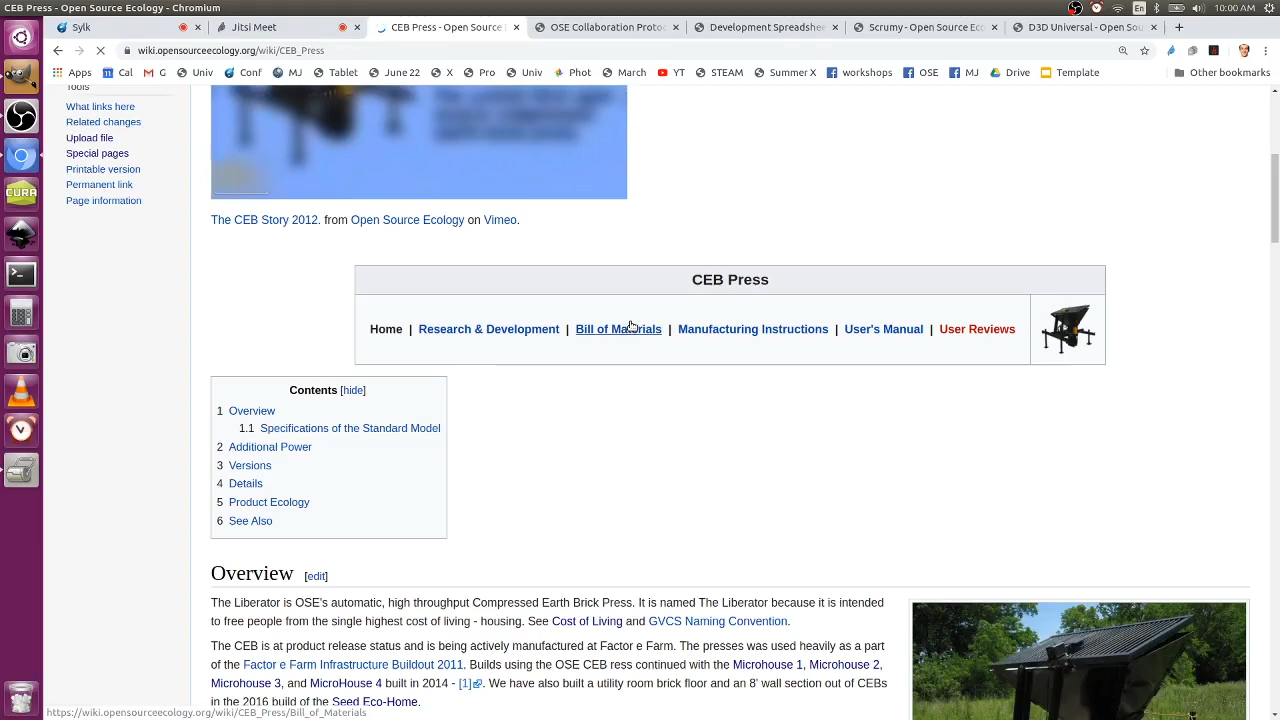 CEB Press - Open Source Ecology - Chromium
En
10:00 AM
Sylk
Jitsi Meet
CEB Press - Open Source
OSE Collaboration Protoc
Development Spreadshee
Scrumy - Open Source Eco
D3D Universal - Open Sou
wiki.opensourceecology.org/wiki/CEB_Press
Apps Cal G Univ Conf MJ Tablet June 22 X Pro Univ Phot March YT STEAM Summer X workshops OSE MJ Drive Template Other bookmarks
Tools
What links here
Related changes
Upload file
Special pages
Printable version
Permanent link
Page information
The CEB Story 2012. from Open Source Ecology on Vimeo.
CEB Press
Home | Research & Development | Bill of Materials | Manufacturing Instructions | User's Manual | User Reviews
Contents [hide]
1 Overview
1.1 Specifications of the Standard Model
2 Additional Power
3 Versions
4 Details
5 Product Ecology
6 See Also
Overview [edit]
The Liberator is OSE's automatic, high throughput Compressed Earth Brick Press. It is named The Liberator because it is intended
to free people from the single highest cost of living - housing. See Cost of Living and GVCS Naming Convention.
The CEB is at product release status and is being actively manufactured at Factor e Farm. The presses was used heavily as a part
of the Factor e Farm Infrastructure Buildout 2011. Builds using the OSE CEB ress continued with the Microhouse 1, Microhouse 2,
Microhouse 3, and MicroHouse 4 built in 2014 - [1]. We have also built a utility room brick floor and an 8' wall section out of CEBs
in the 2016 build of the Seed Eco-Home.
https://wiki.opensourceecology.org/wiki/CEB_Press/Bill_of_Materials
CURA